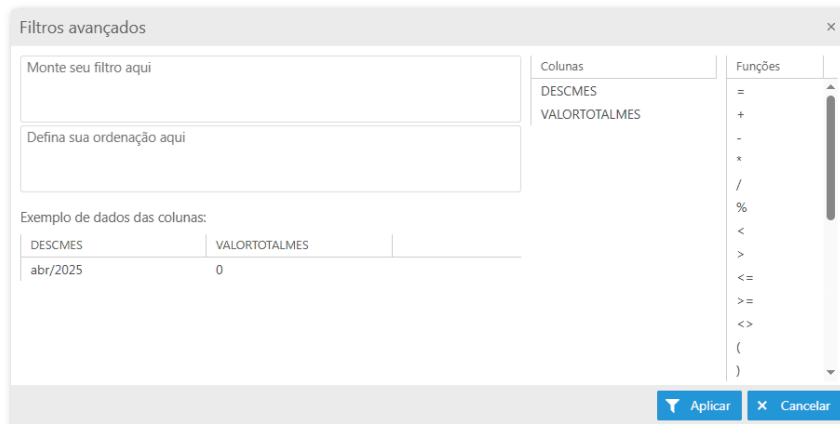 Filtros avançados
×
Monte seu filtro aqui
Defina sua ordenação aqui
Exemplo de dados das colunas:
DESCMES VALORTOTALMES
abr/2025 0
Colunas
DESCMES
VALORTOTALMES
Funções
=
+
-
*
/
%
<
>
<=
>=
<>
(
)
Aplicar
× Cancelar